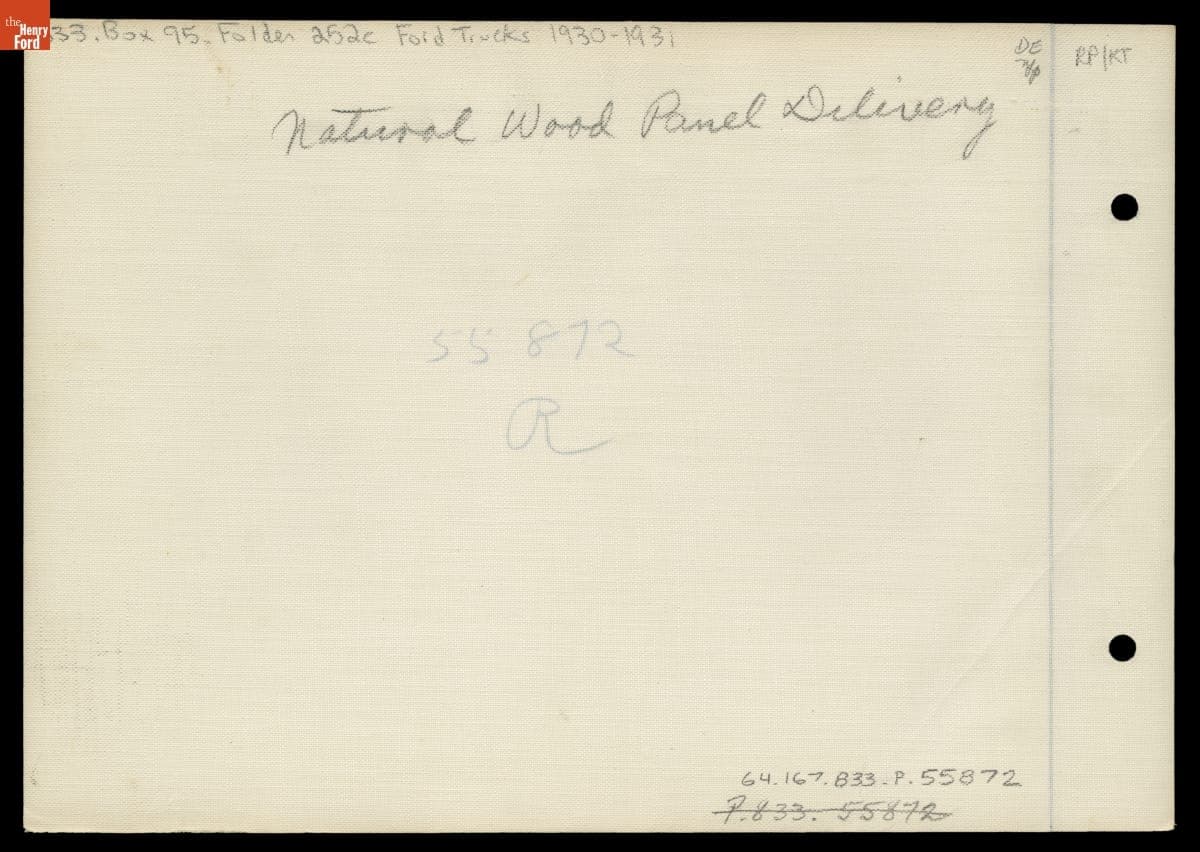 the
Henry
Ford
33. Box 95. Folder 252c Ford Trucks 1930-1931
DE
RP/KT
Natural Wood Panel Delivery
55 872
R
64.167.833.P.55872
P.833. 55872